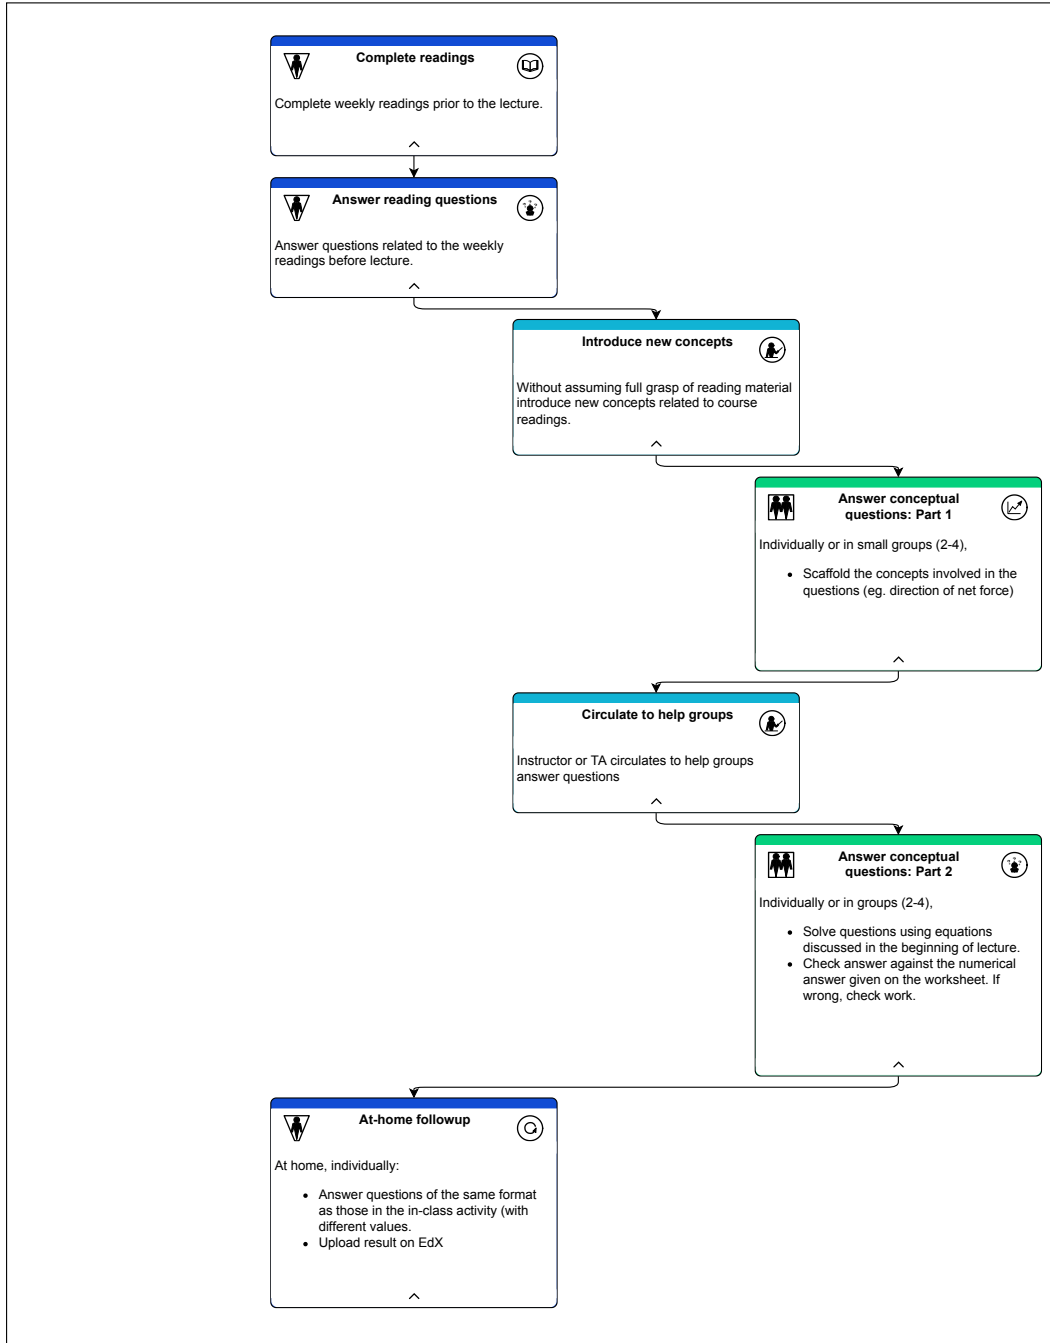 Complete readings
Complete weekly readings prior to the lecture.
Answer reading questions
Answer questions related to the weekly
readings before lecture.
Introduce new concepts
Without assuming full grasp of reading material
introduce new concepts related to course
readings.
Answer conceptual
questions: Part 1
Individually or in small groups (2-4),
• Scaffold the concepts involved in the
questions (eg. direction of net force)
Circulate to help groups
Instructor or TA circulates to help groups
answer questions
Answer conceptual
questions: Part 2
Individually or in groups (2-4),
• Solve questions using equations
discussed in the beginning of lecture.
• Check answer against the numerical
answer given on the worksheet. If
wrong, check work.
At-home followup
At home, individually:
• Answer questions of the same format
as those in the in-class activity (with
different values.
• Upload result on EdX